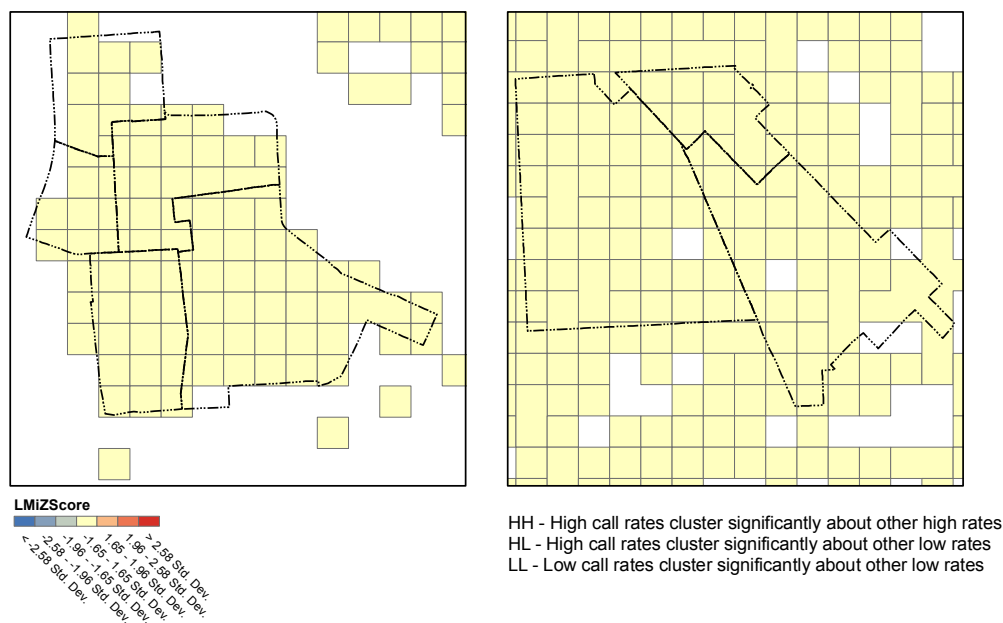 LMiZScore
< -2.58 Std. Dev.
-2.58 - -1.96 Std. Dev.
-1.96 - -1.65 Std. Dev.
-1.65 - 1.65 Std. Dev.
1.65 - 1.96 Std. Dev.
1.96 - 2.58 Std. Dev.
> 2.58 Std. Dev.
HH - High call rates cluster significantly about other high rates
HL - High call rates cluster significantly about other low rates
LL - Low call rates cluster significantly about other low rates